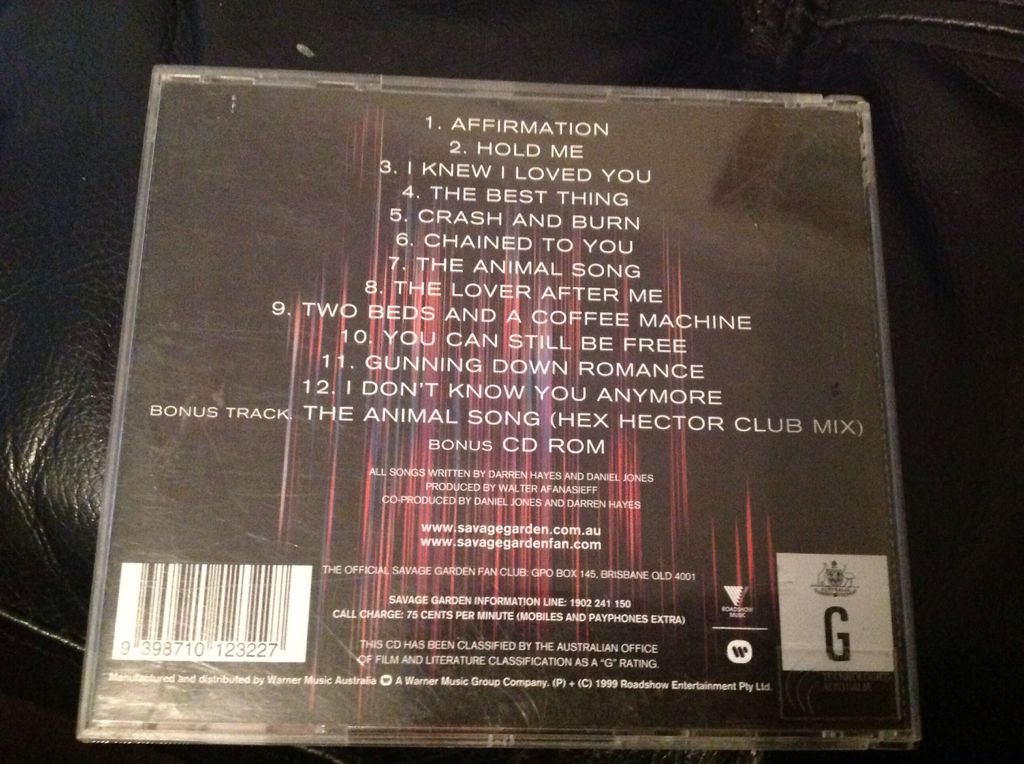 1. AFFIRMATION
2. HOLD ME
3. I KNEW I LOVED YOU
4. THE BEST THING
5. CRASH AND BURN
6. CHAINED TO YOU
7. THE ANIMAL SONG
8. THE LOVER AFTER ME
9. TWO BEDS AND A COFFEE MACHINE
10. YOU CAN STILL BE FREE
11. GUNNING DOWN ROMANCE
12. I DON'T KNOW YOU ANYMORE
BONUS TRACK. THE ANIMAL SONG (HEX HECTOR CLUB MIX)
BONUS CD ROM
ALL SONGS WRITTEN BY DARREN HAYES AND DANIEL JONES
PRODUCED BY WALTER AFANASIEFF
CO-PRODUCED BY DANIEL JONES AND DARREN HAYES
www.savagegarden.com.au
www.savagegardenfan.com
THE OFFICIAL SAVAGE GARDEN FAN CLUB: GPO BOX 145, BRISBANE QLD 4001
SAVAGE GARDEN INFORMATION LINE: 1902 241 150
CALL CHARGE: 75 CENTS PER MINUTE (MOBILES AND PAYPHONES EXTRA)
THIS CD HAS BEEN CLASSIFIED BY THE AUSTRALIAN OFFICE
OF FILM AND LITERATURE CLASSIFICATION AS A "G" RATING.
9 398710 123227
ROADSHOW
MUSIC
AUSTRALIA
G
Manufactured and distributed by Warner Music Australia A Warner Music Group Company. (P) + (C) 1999 Roadshow Entertainment Pty Ltd.